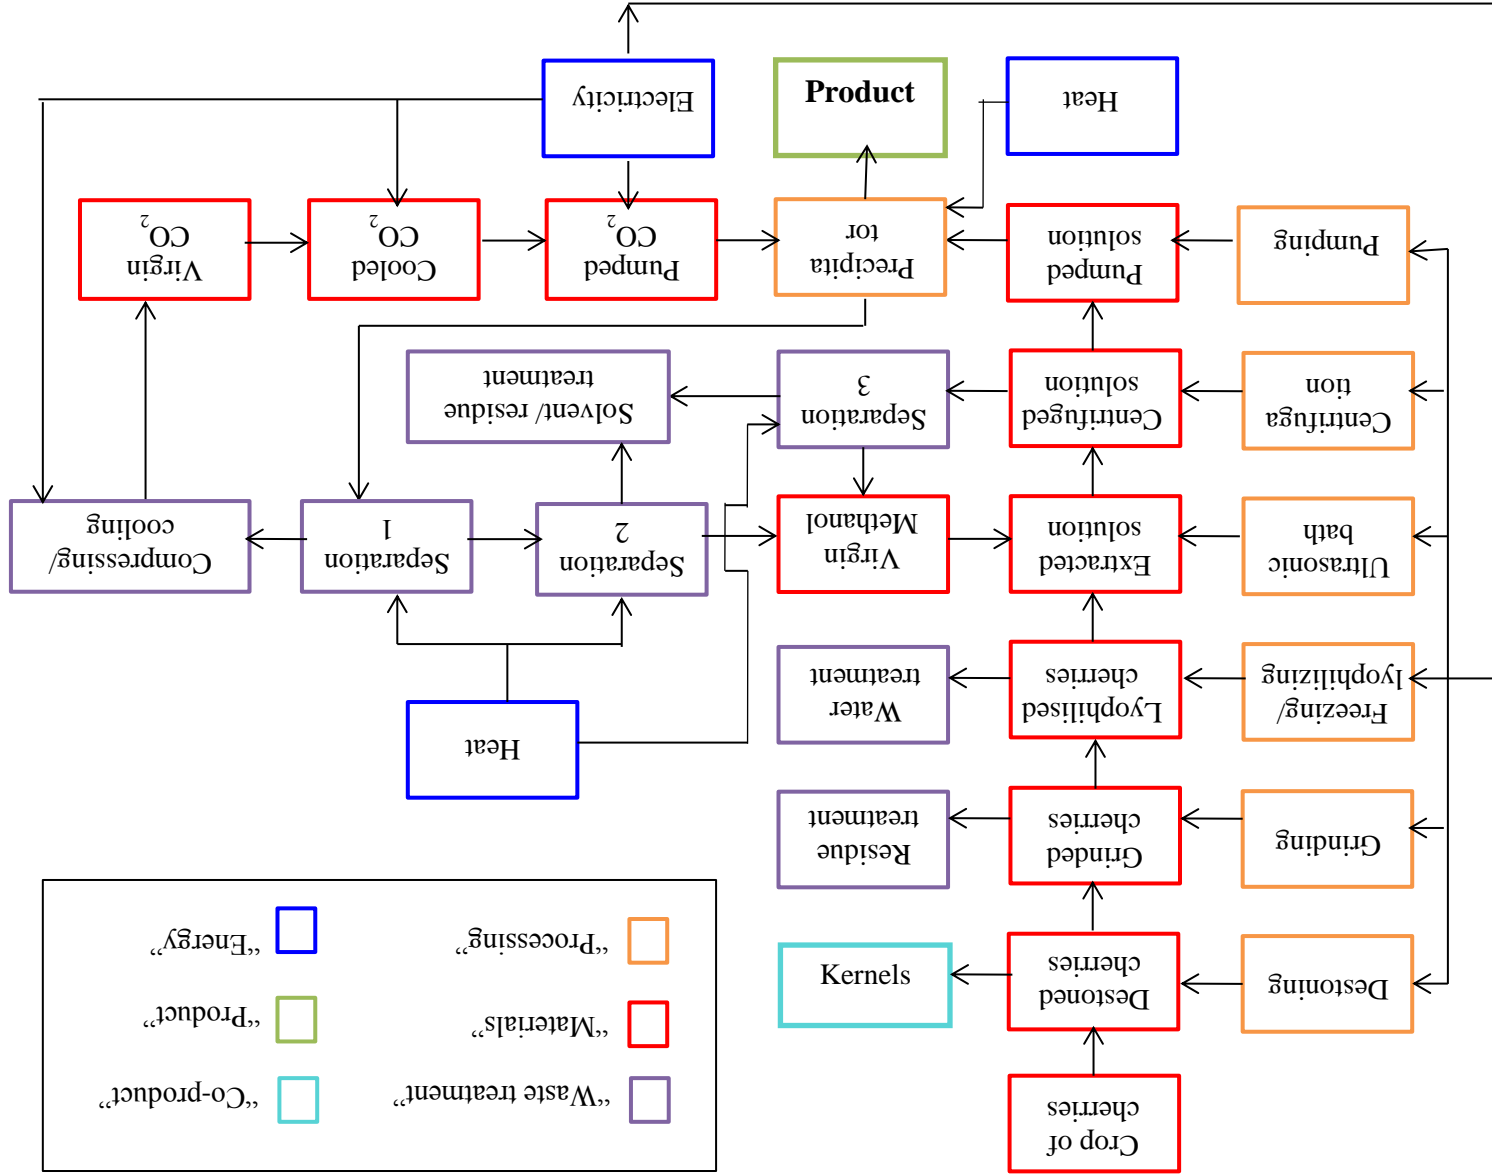 Crop of
cherries
Destoning
Destoned
cherries
Kernels
Grinding
Grinded
cherries
Residue
treatment
Freezing/
lyophilizing
Lyophilised
cherries
Water
treatment
Heat
Ultrasonic
bath
Extracted
solution
Virgin
Methanol
Separation
2
Separation
1
Compressing/
cooling
Centrifuga
tion
Centrifuged
solution
Separation
3
Solvent/ residue
treatment
Pumping
Pumped
solution
Precipita
tor
Pumped
CO2
Cooled
CO2
Virgin
CO2
Heat
Product
Electricity
“Waste treatment”
“Co-product”
“Materials”
“Product”
“Processing”
“Energy”